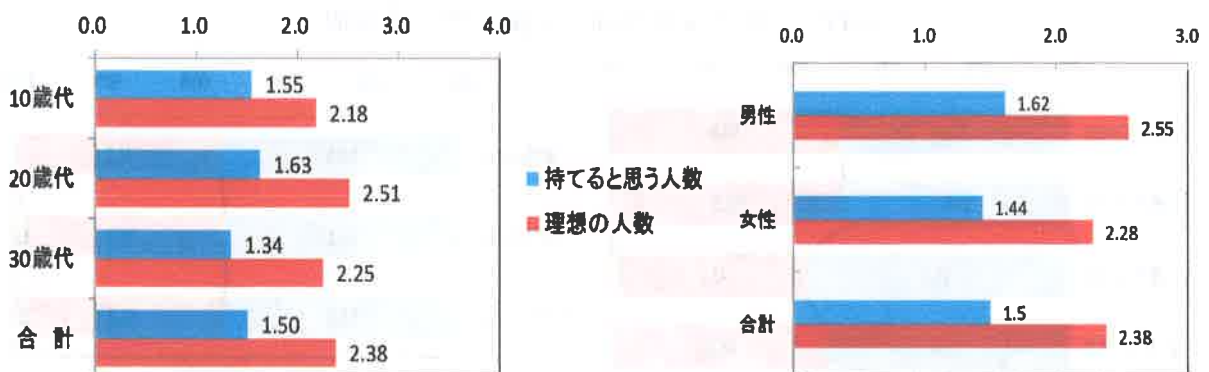 0.0 1.0 2.0 3.0 4.0
10歳代 1.55
2.18
20歳代 1.63
2.51
30歳代 1.34
2.25
合 計 1.50
2.38
持てると思う人数
理想の人数
0.0 1.0 2.0 3.0
男性 1.62
2.55
女性 1.44
2.28
合計 1.5
2.38